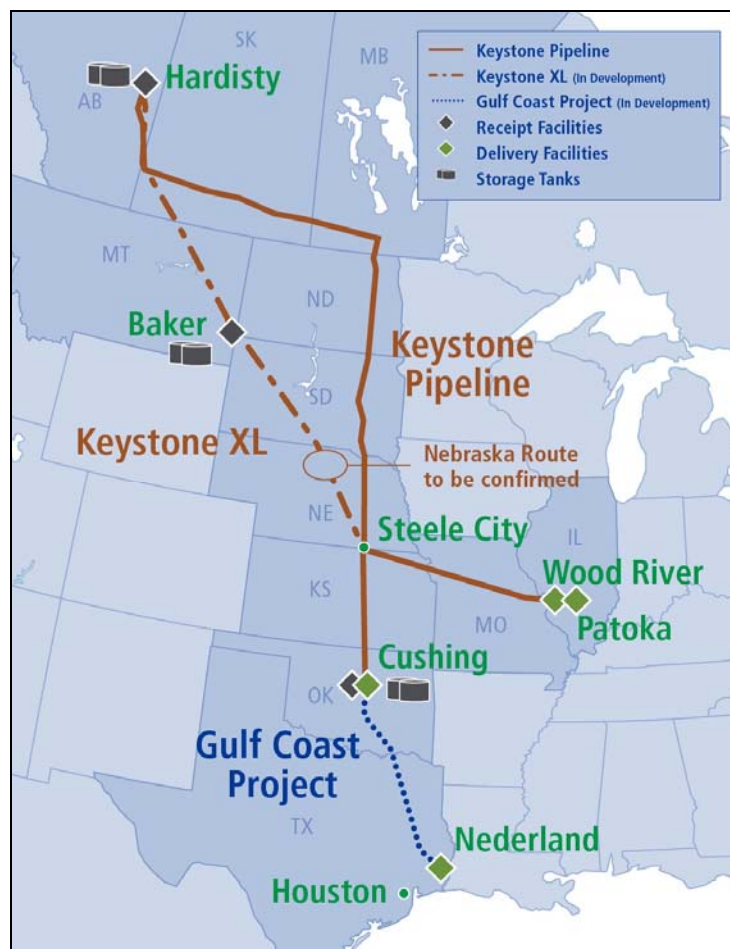 SK
MB
AB
Hardisty
Keystone Pipeline
Keystone XL (In Development)
Gulf Coast Project (In Development)
Receipt Facilities
Delivery Facilities
Storage Tanks
MT
ND
Baker
Keystone
Pipeline
SD
Keystone XL
Nebraska Route
to be confirmed
NE
Steele City
IL
Wood River
KS
MO
Patoka
Cushing
OK
Gulf Coast
Project
TX
Nederland
Houston